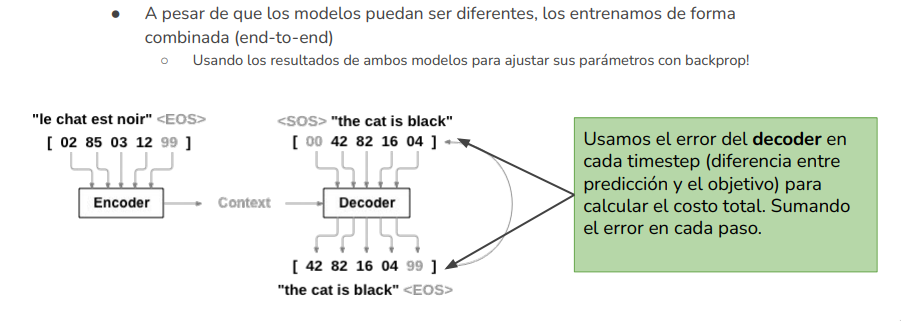 ● A pesar de que los modelos puedan ser diferentes, los entrenamos de forma
combinada (end-to-end)
○ Usando los resultados de ambos modelos para ajustar sus parámetros con backprop!
"le chat est noir" <EOS>
[ 02 85 03 12 99 ]
Encoder
Context
<SOS> "the cat is black"
[ 00 42 82 16 04 ]
Decoder
[ 42 82 16 04 99 ]
"the cat is black" <EOS>
Usamos el error del decoder en
cada timestep (diferencia entre
predicción y el objetivo) para
calcular el costo total. Sumando
el error en cada paso.